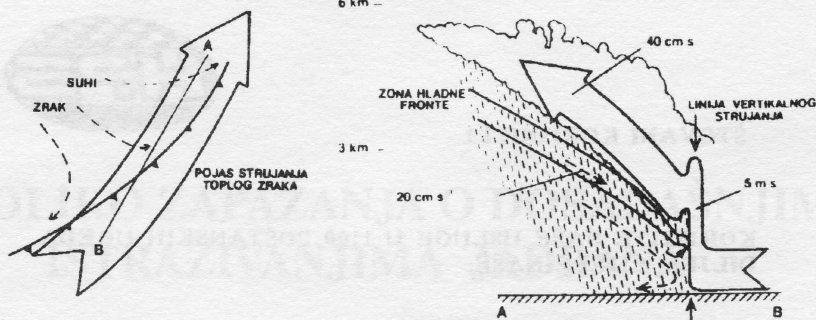 A
SUHI
ZRAK
POJAS STRUJANJA
TOPLOG ZRAKA
B
6 km
3 km
ZONA HLADNE
FRONTE
40 cm s
20 cm s
LINIJA VERTIKALNOG
STRUJANJA
5 m s
A
B